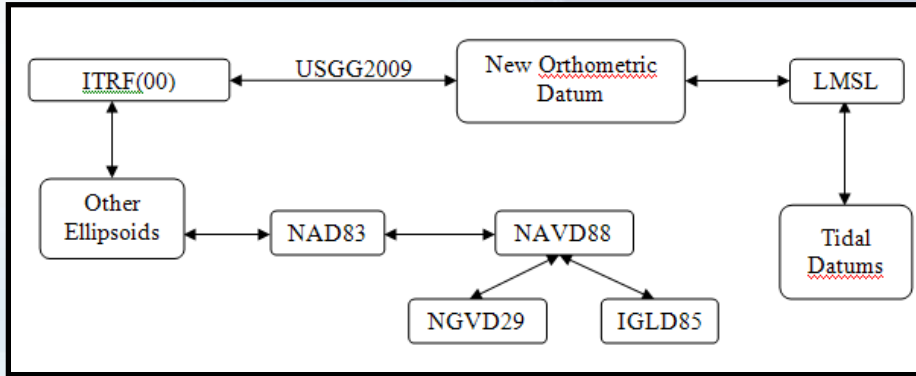 ITRF(00)
USGG2009
New Orthometric
Datum
LMSL
Other
Ellipsoids
NAD83
NAVD88
Tidal
Datums
NGVD29
IGLD85